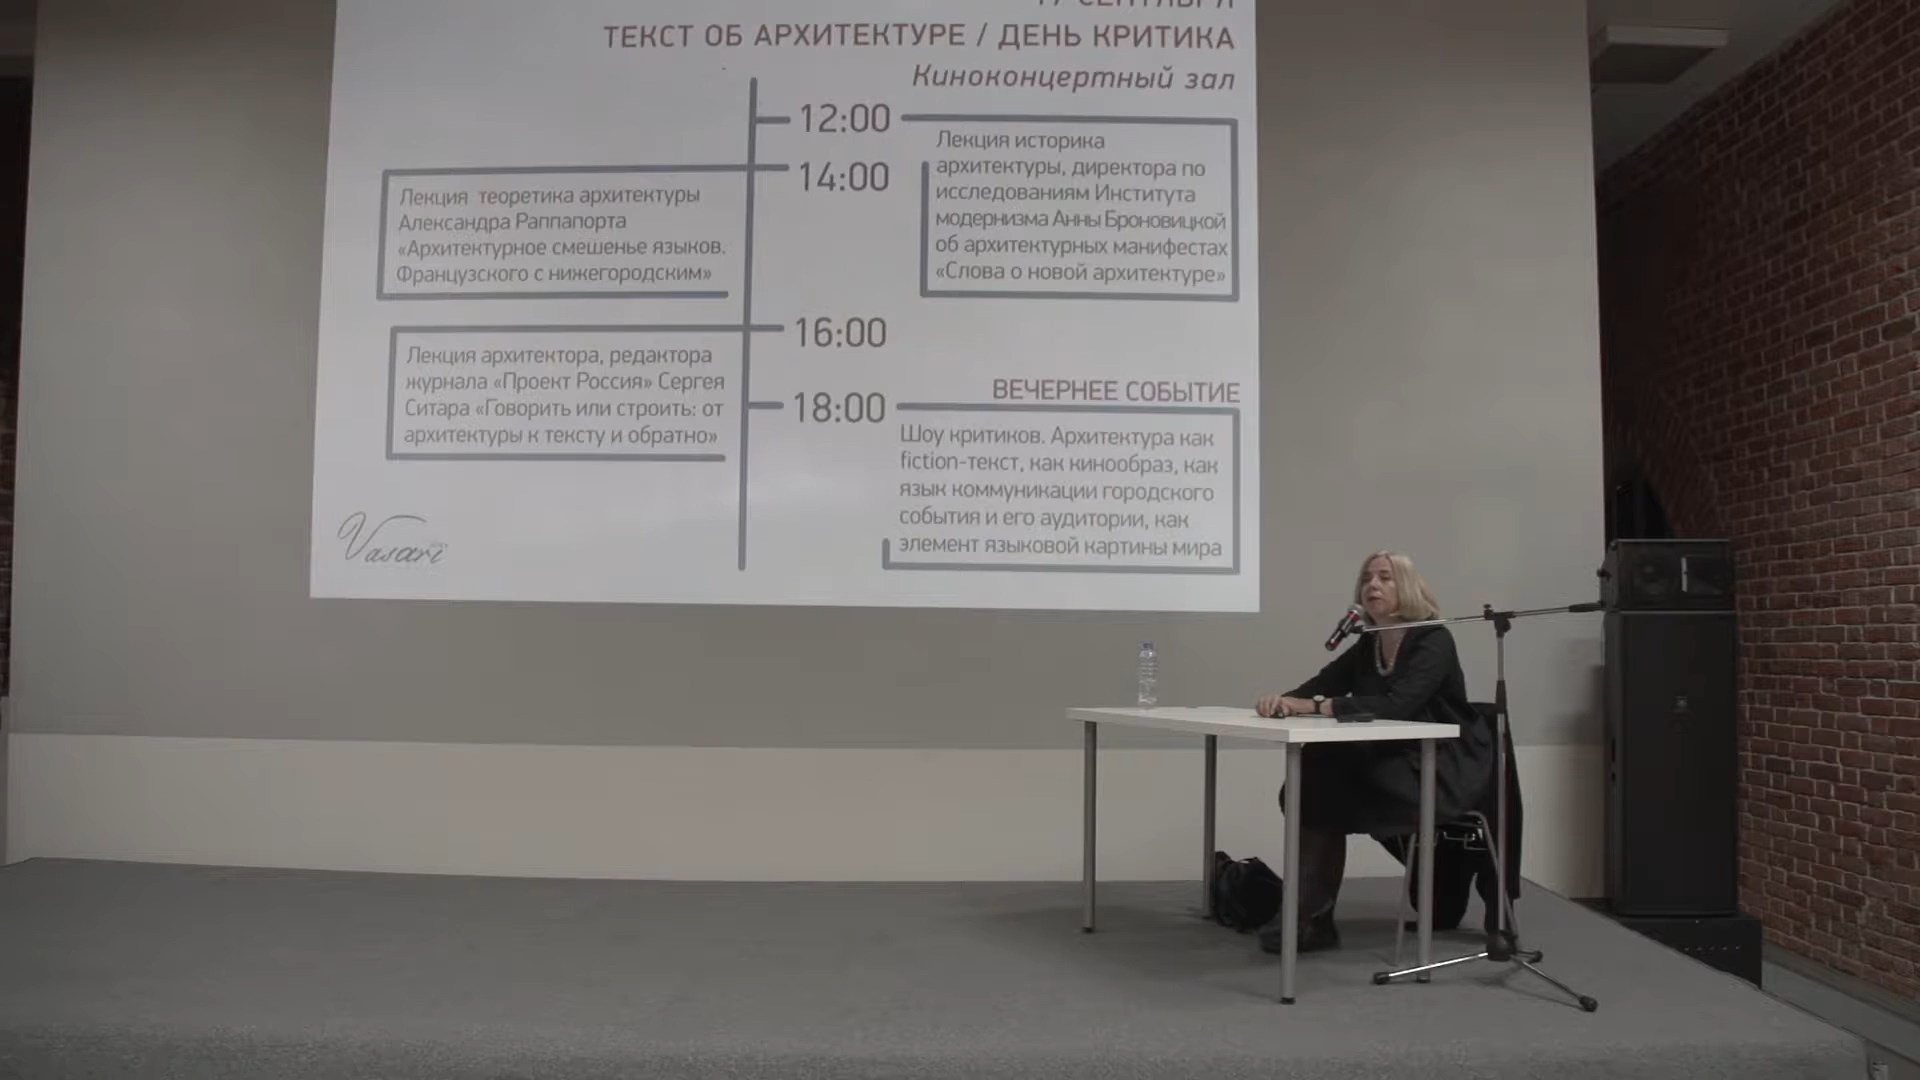 17 СЕНТЯБРЯ
ТЕКСТ ОБ АРХИТЕКТУРЕ / ДЕНЬ КРИТИКА
Киноконцертный зал
12:00
Лекция историка
архитектуры, директора по
исследованиям Института
модернизма Анны Броновицкой
об архитектурных манифестах
«Слова о новой архитектуре»
14:00
Лекция теоретика архитектуры
Александра Раппапорта
«Архитектурное смешенье языков.
Французского с нижегородским»
16:00
Лекция архитектора, редактора
журнала «Проект Россия» Сергея
Ситара «Говорить или строить: от
архитектуры к тексту и обратно»
18:00
ВЕЧЕРНЕЕ СОБЫТИЕ
Шоу критиков. Архитектура как
fiction-текст, как кинообраз, как
язык коммуникации городского
события и его аудитории, как
элемент языковой картины мира
Vasari